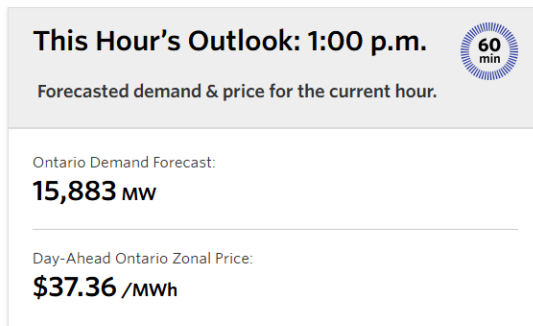 This Hour’s Outlook: 1:00 p.m.
60
min
Forecasted demand & price for the current hour.
Ontario Demand Forecast:
15,883 MW
Day-Ahead Ontario Zonal Price:
$37.36 /MWh